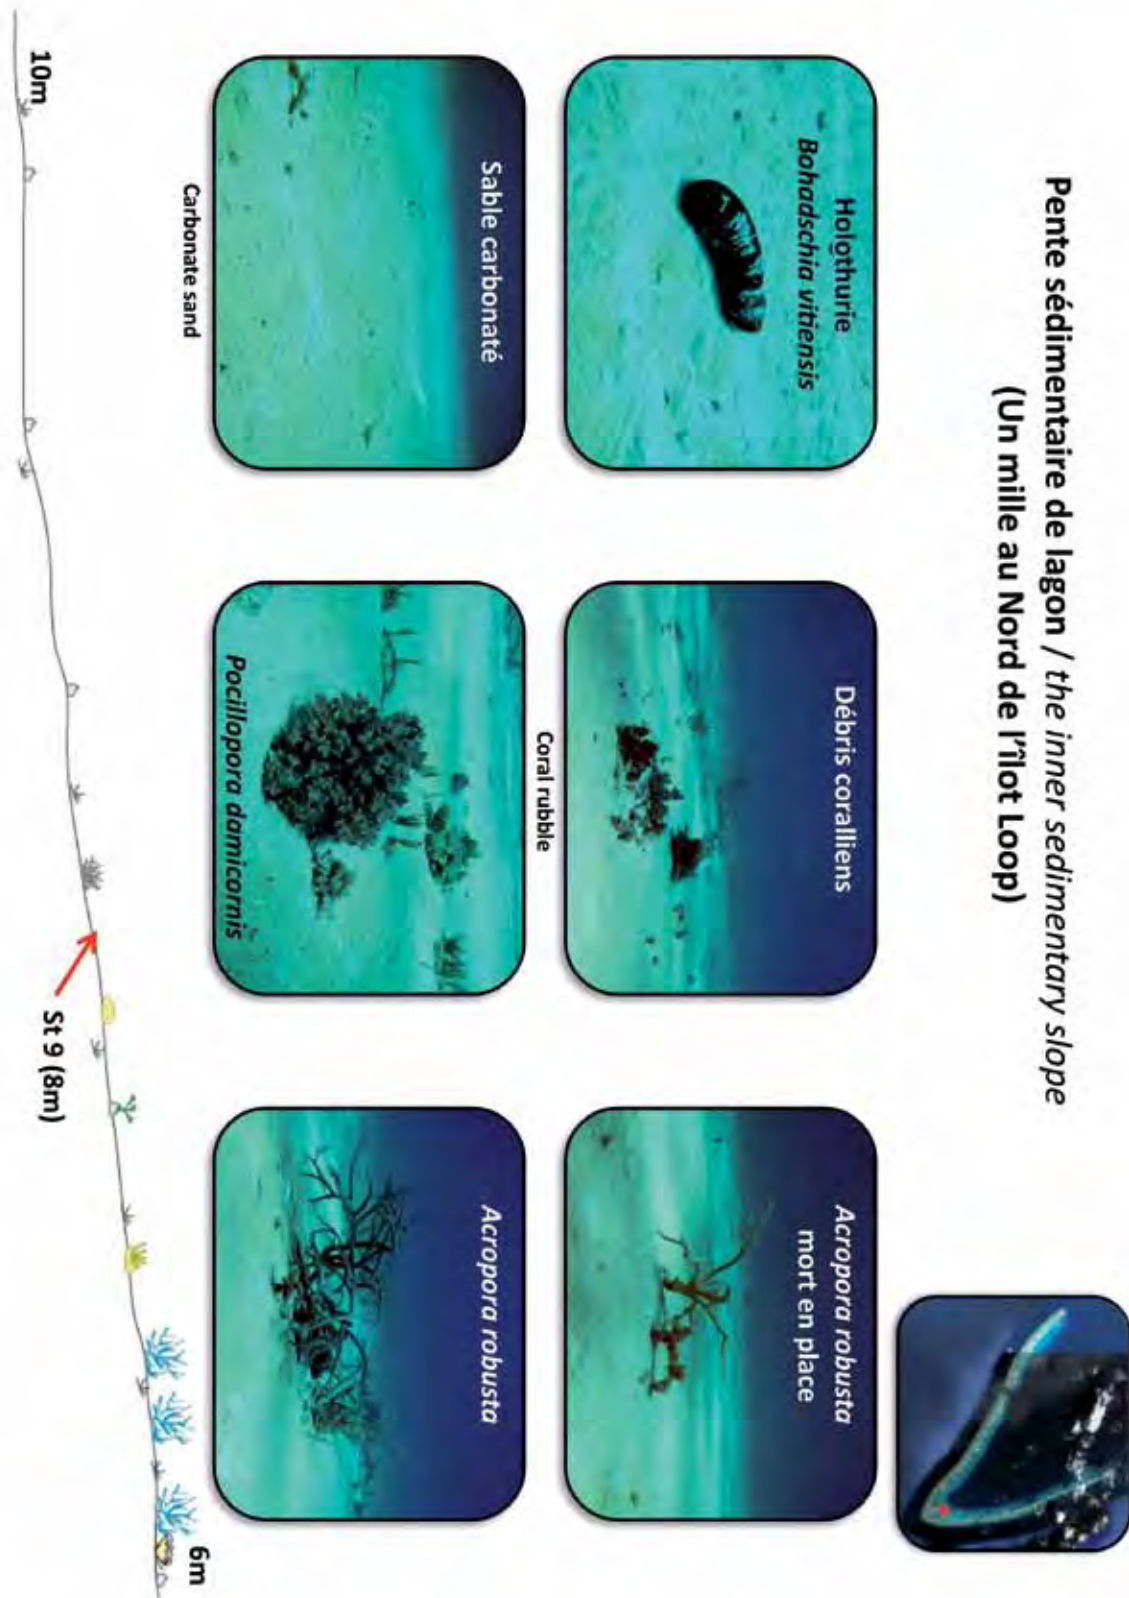 Pente sédimentaire de lagon / the inner sedimentary slope
(Un mille au Nord de l'îlot Loop)
Holothurie
Bohadschia vitiensis
Débris coralliens
Acropora robusta
mort en place
Coral rubble
Sable carbonaté
Pocillopora damicornis
Acropora robusta
Carbonate sand
10m
St 9 (8m)
6m